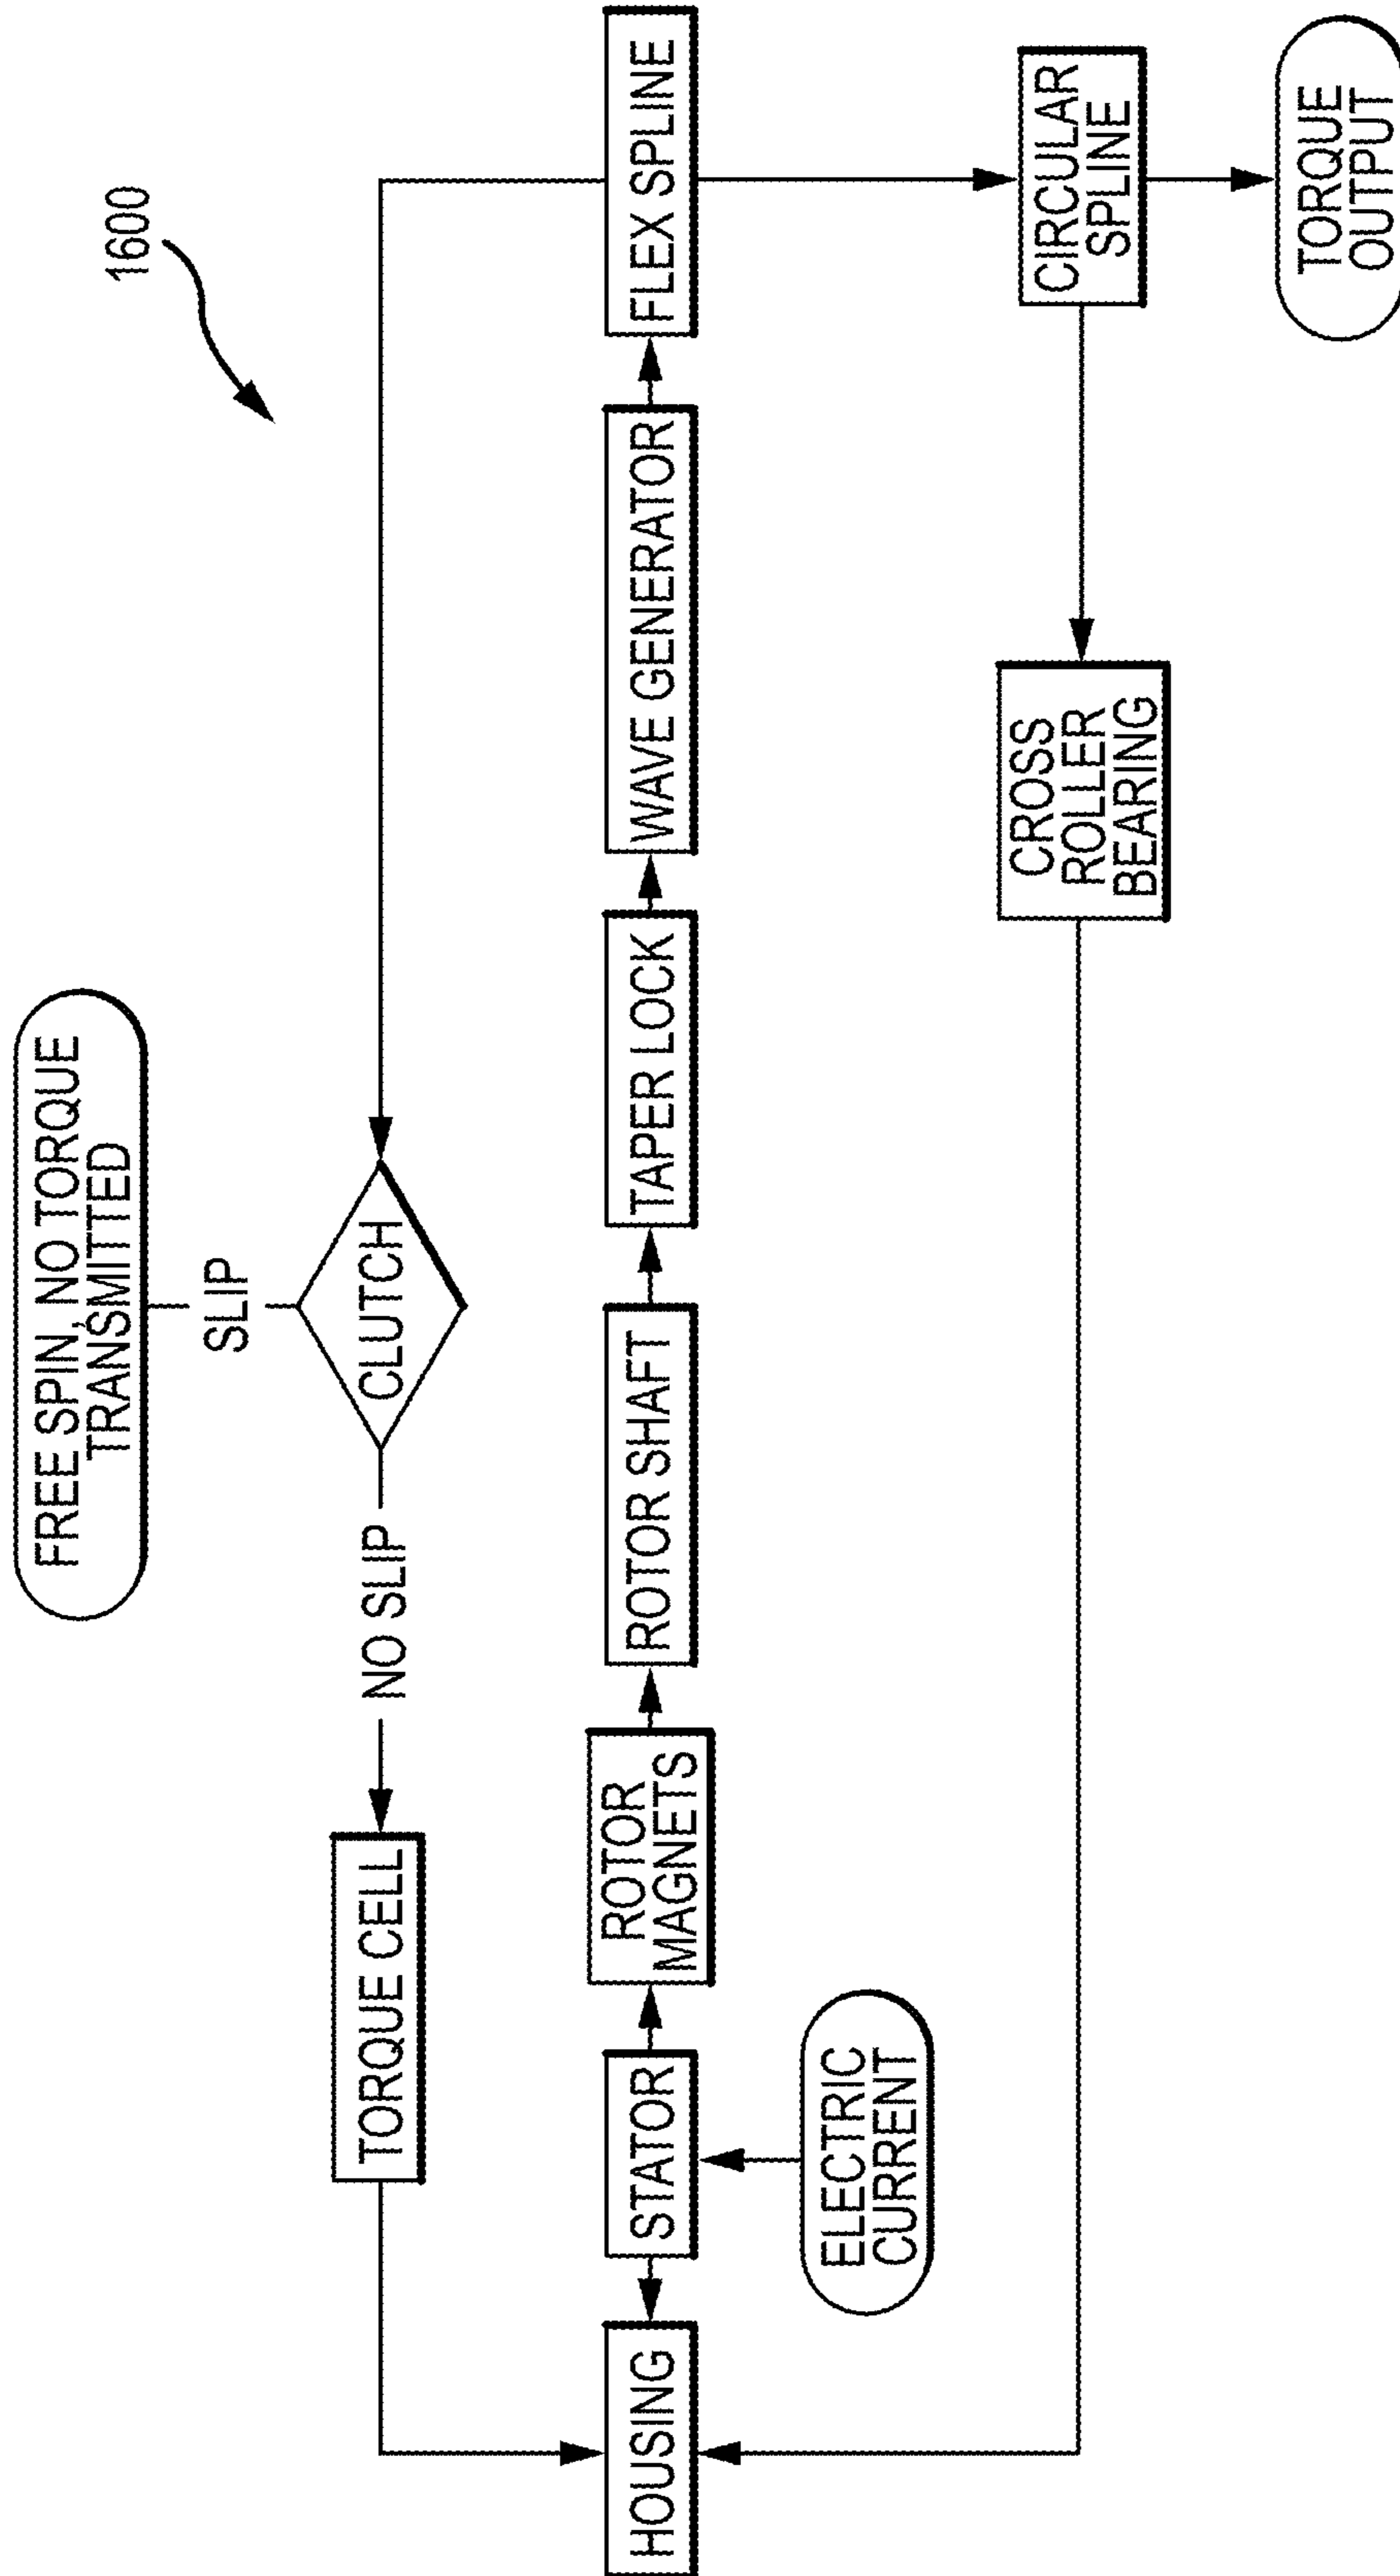 1600
FREE SPIN, NO TORQUE
TRANSMITTED
SLIP
CLUTCH
NO SLIP
TORQUE CELL
HOUSING
STATOR
ROTOR
MAGNETS
ROTOR SHAFT
TAPER LOCK
WAVE GENERATOR
FLEX SPLINE
ELECTRIC
CURRENT
CROSS
ROLLER
BEARING
CIRCULAR
SPLINE
TORQUE
OUTPUT